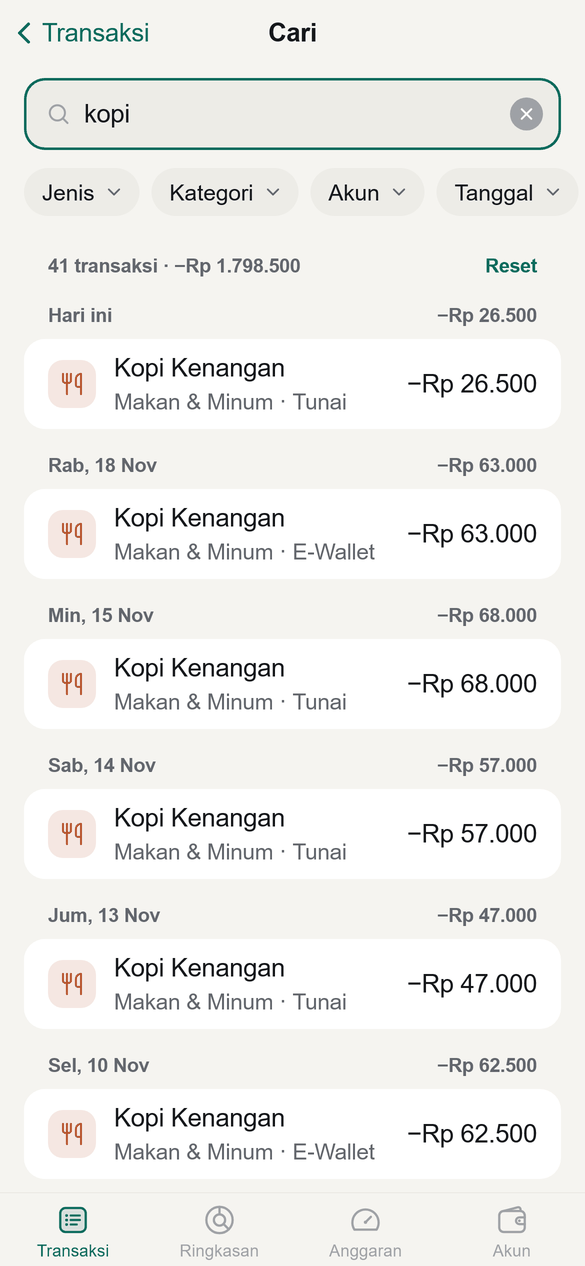 Transaksi
Cari
kopi
Jenis
Kategori
Akun
Tanggal
41 transaksi · −Rp 1.798.500
Reset
Hari ini
−Rp 26.500
Kopi Kenangan
Makan & Minum · Tunai
−Rp 26.500
Rab, 18 Nov
−Rp 63.000
Kopi Kenangan
Makan & Minum · E-Wallet
−Rp 63.000
Min, 15 Nov
−Rp 68.000
Kopi Kenangan
Makan & Minum · Tunai
−Rp 68.000
Sab, 14 Nov
−Rp 57.000
Kopi Kenangan
Makan & Minum · Tunai
−Rp 57.000
Jum, 13 Nov
−Rp 47.000
Kopi Kenangan
Makan & Minum · Tunai
−Rp 47.000
Sel, 10 Nov
−Rp 62.500
Kopi Kenangan
Makan & Minum · E-Wallet
−Rp 62.500
Transaksi
Ringkasan
Anggaran
Akun